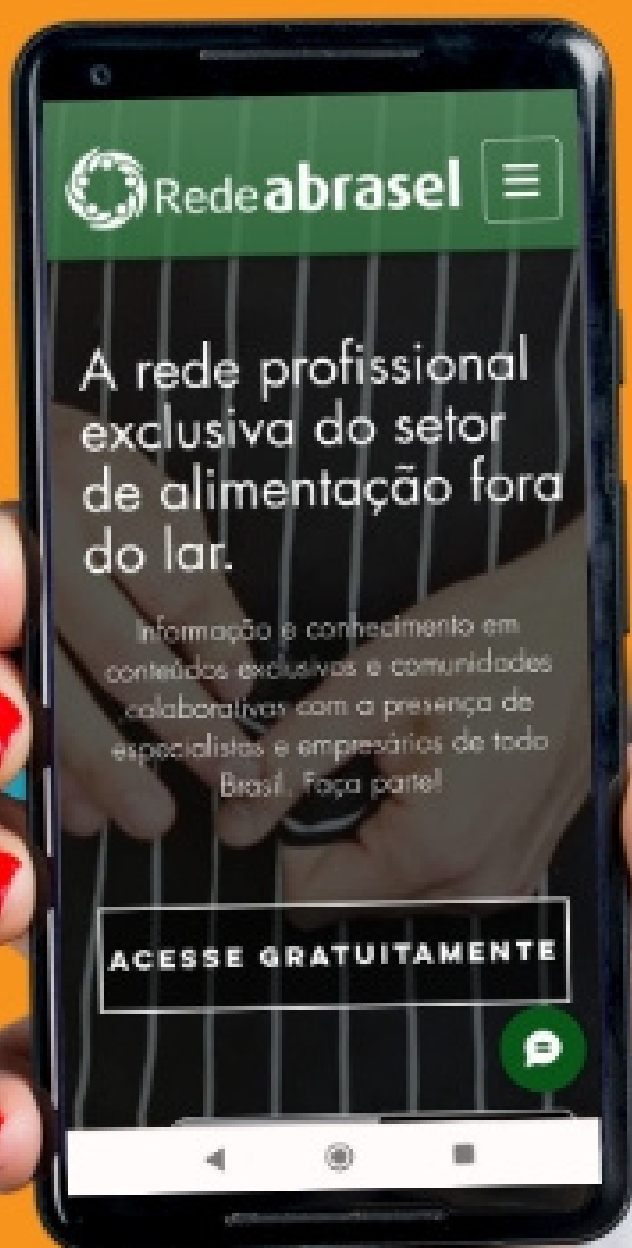 Rede abrasel
A rede profissional
exclusiva do setor
de alimentação fora
do lar.
Informação e conhecimento em
conteúdos exclusivos e comunidades
colaborativas com a presença de
especialistas e empresários de todo
Brasil. Faça parte!
ACESSE GRATUITAMENTE